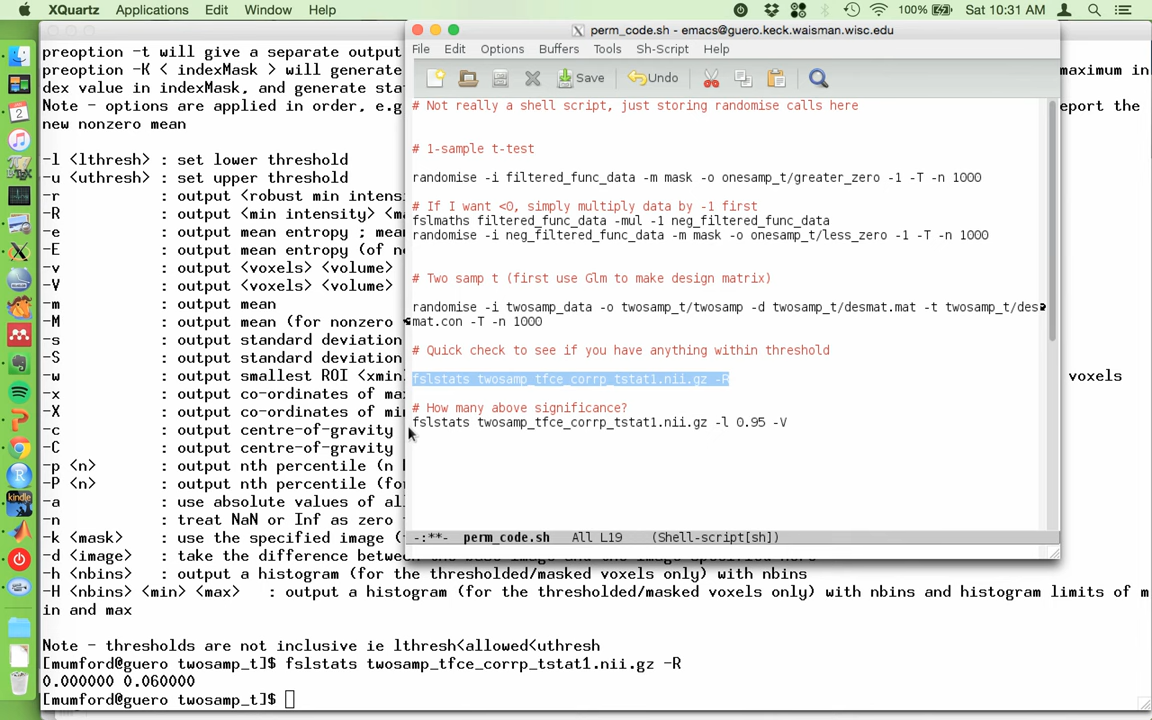 XQuartz Applications Edit Window Help 100% Sat 10:31 AM
preoption -t will give a separate output
preoption -K < indexMask > will generate maximum in
dex value in indexMask, and generate sta
Note - options are applied in order, e.g. eport the
new nonzero mean
-l <lthresh> : set lower threshold
-u <uthresh> : set upper threshold
-r : output <robust min intensi
-R : output <min intensity> <ma
-e : output mean entropy ; mea
-E : output mean entropy (of no
-v : output <voxels> <volume>
-V : output <voxels> <volume>
-m : output mean
-M : output mean (for nonzero
-s : output standard deviation
-S : output standard deviation
-w : output smallest ROI <xmin voxels
-x : output co-ordinates of ma
-X : output co-ordinates of mi
-c : output centre-of-gravity
-C : output centre-of-gravity
-p <n> : output nth percentile (n b
-P <n> : output nth percentile (for
-a : use absolute values of all
-n : treat NaN or Inf as zero
-k <mask> : use the specified image (
-d <image> : take the difference between
-h <nbins> : output a histogram (for the thresholded/masked voxels only) with nbins
-H <nbins> <min> <max> : output a histogram (for the thresholded/masked voxels only) with nbins and histogram limits of m
in and max
Note - thresholds are not inclusive ie lthresh<allowed<uthresh
[mumford@guero twosamp_t]$ fslstats twosamp_tfce_corrp_tstat1.nii.gz -R
0.000000 0.060000
[mumford@guero twosamp_t]$
perm_code.sh - emacs@guero.keck.waisman.wisc.edu
File Edit Options Buffers Tools Sh-Script Help
Save Undo
# Not really a shell script, just storing randomise calls here
# 1-sample t-test
randomise -i filtered_func_data -m mask -o onesamp_t/greater_zero -1 -T -n 1000
# If I want <0, simply multiply data by -1 first
fslmaths filtered_func_data -mul -1 neg_filtered_func_data
randomise -i neg_filtered_func_data -m mask -o onesamp_t/less_zero -1 -T -n 1000
# Two samp t (first use Glm to make design matrix)
randomise -i twosamp_data -o twosamp_t/twosamp -d twosamp_t/desmat.mat -t twosamp_t/des
mat.con -T -n 1000
# Quick check to see if you have anything within threshold
fslstats twosamp_tfce_corrp_tstat1.nii.gz -R
# How many above significance?
fslstats twosamp_tfce_corrp_tstat1.nii.gz -l 0.95 -V
-:**- perm_code.sh All L19 (Shell-script[sh])